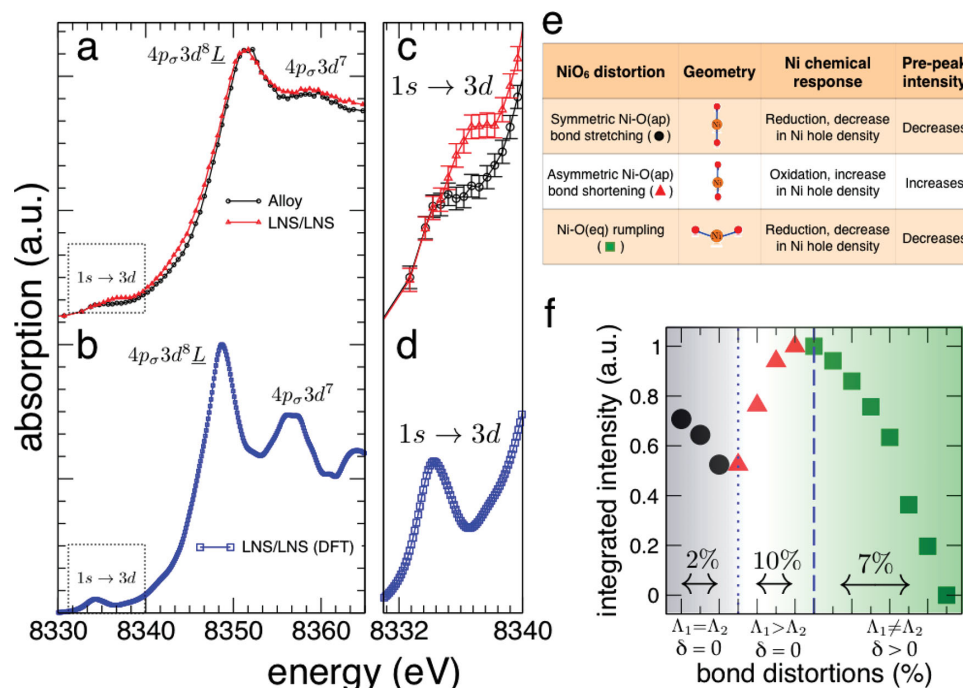 a
4pσ3d⁸L
4pσ3d⁷
Alloy
LNS/LNS
1s → 3d
b
4pσ3d⁸L
4pσ3d⁷
LNS/LNS (DFT)
1s → 3d
8330 8340 8350 8360
absorption (a.u.)
c
1s → 3d
d
1s → 3d
8332 8340
energy (eV)
e
NiO₆ distortion Geometry Ni chemical response Pre-peak intensity
Symmetric Ni-O(ap)
bond stretching (●)
Ni
Reduction, decrease
in Ni hole density
Decreases
Asymmetric Ni-O(ap)
bond shortening (▲)
Ni
Oxidation, increase
in Ni hole density
Increases
Ni-O(eq) rumpling
(■)
Ni
Reduction, decrease
in Ni hole density
Decreases
f
integrated intensity (a.u.)
1
0.8
0.6
0.4
0.2
0
2% 10% 7%
Λ₁=Λ₂ Λ₁>Λ₂ Λ₁≠Λ₂
δ = 0 δ = 0 δ > 0
bond distortions (%)